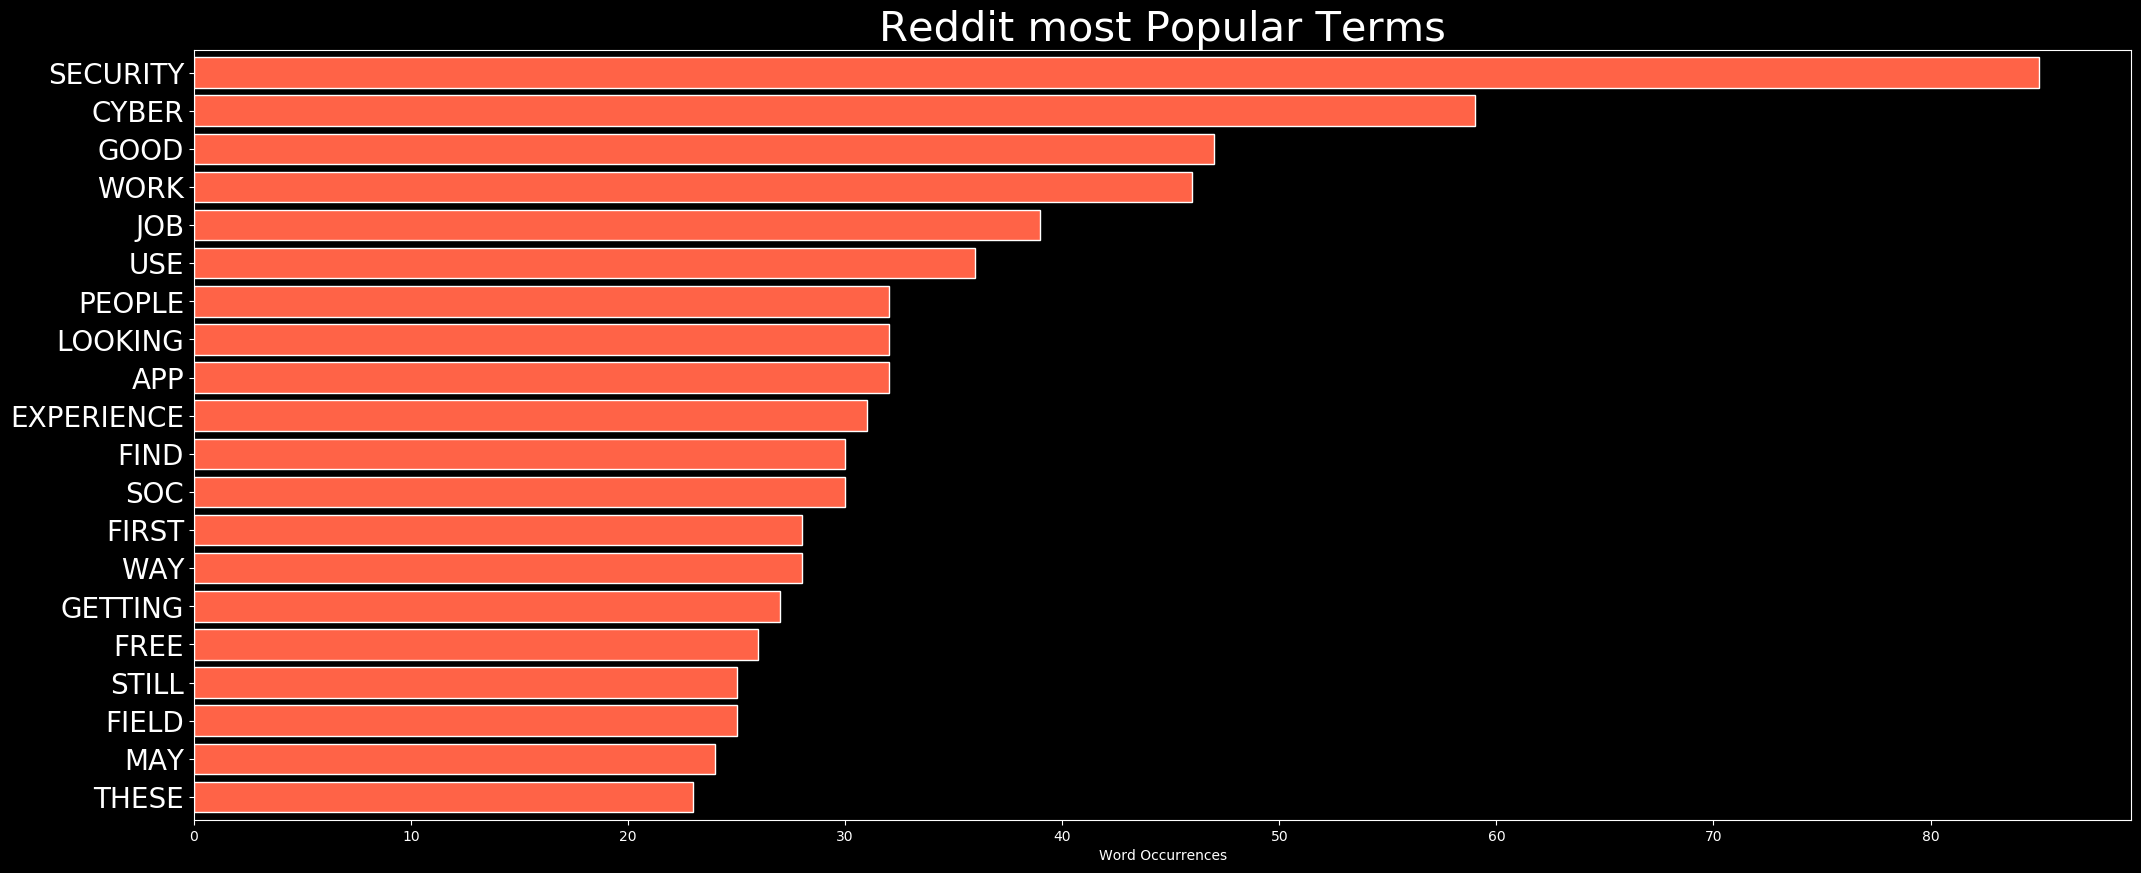 Reddit most Popular Terms
SECURITY
CYBER
GOOD
WORK
JOB
USE
PEOPLE
LOOKING
APP
EXPERIENCE
FIND
SOC
FIRST
WAY
GETTING
FREE
STILL
FIELD
MAY
THESE
0 10 20 30 40 50 60 70 80
Word Occurrences